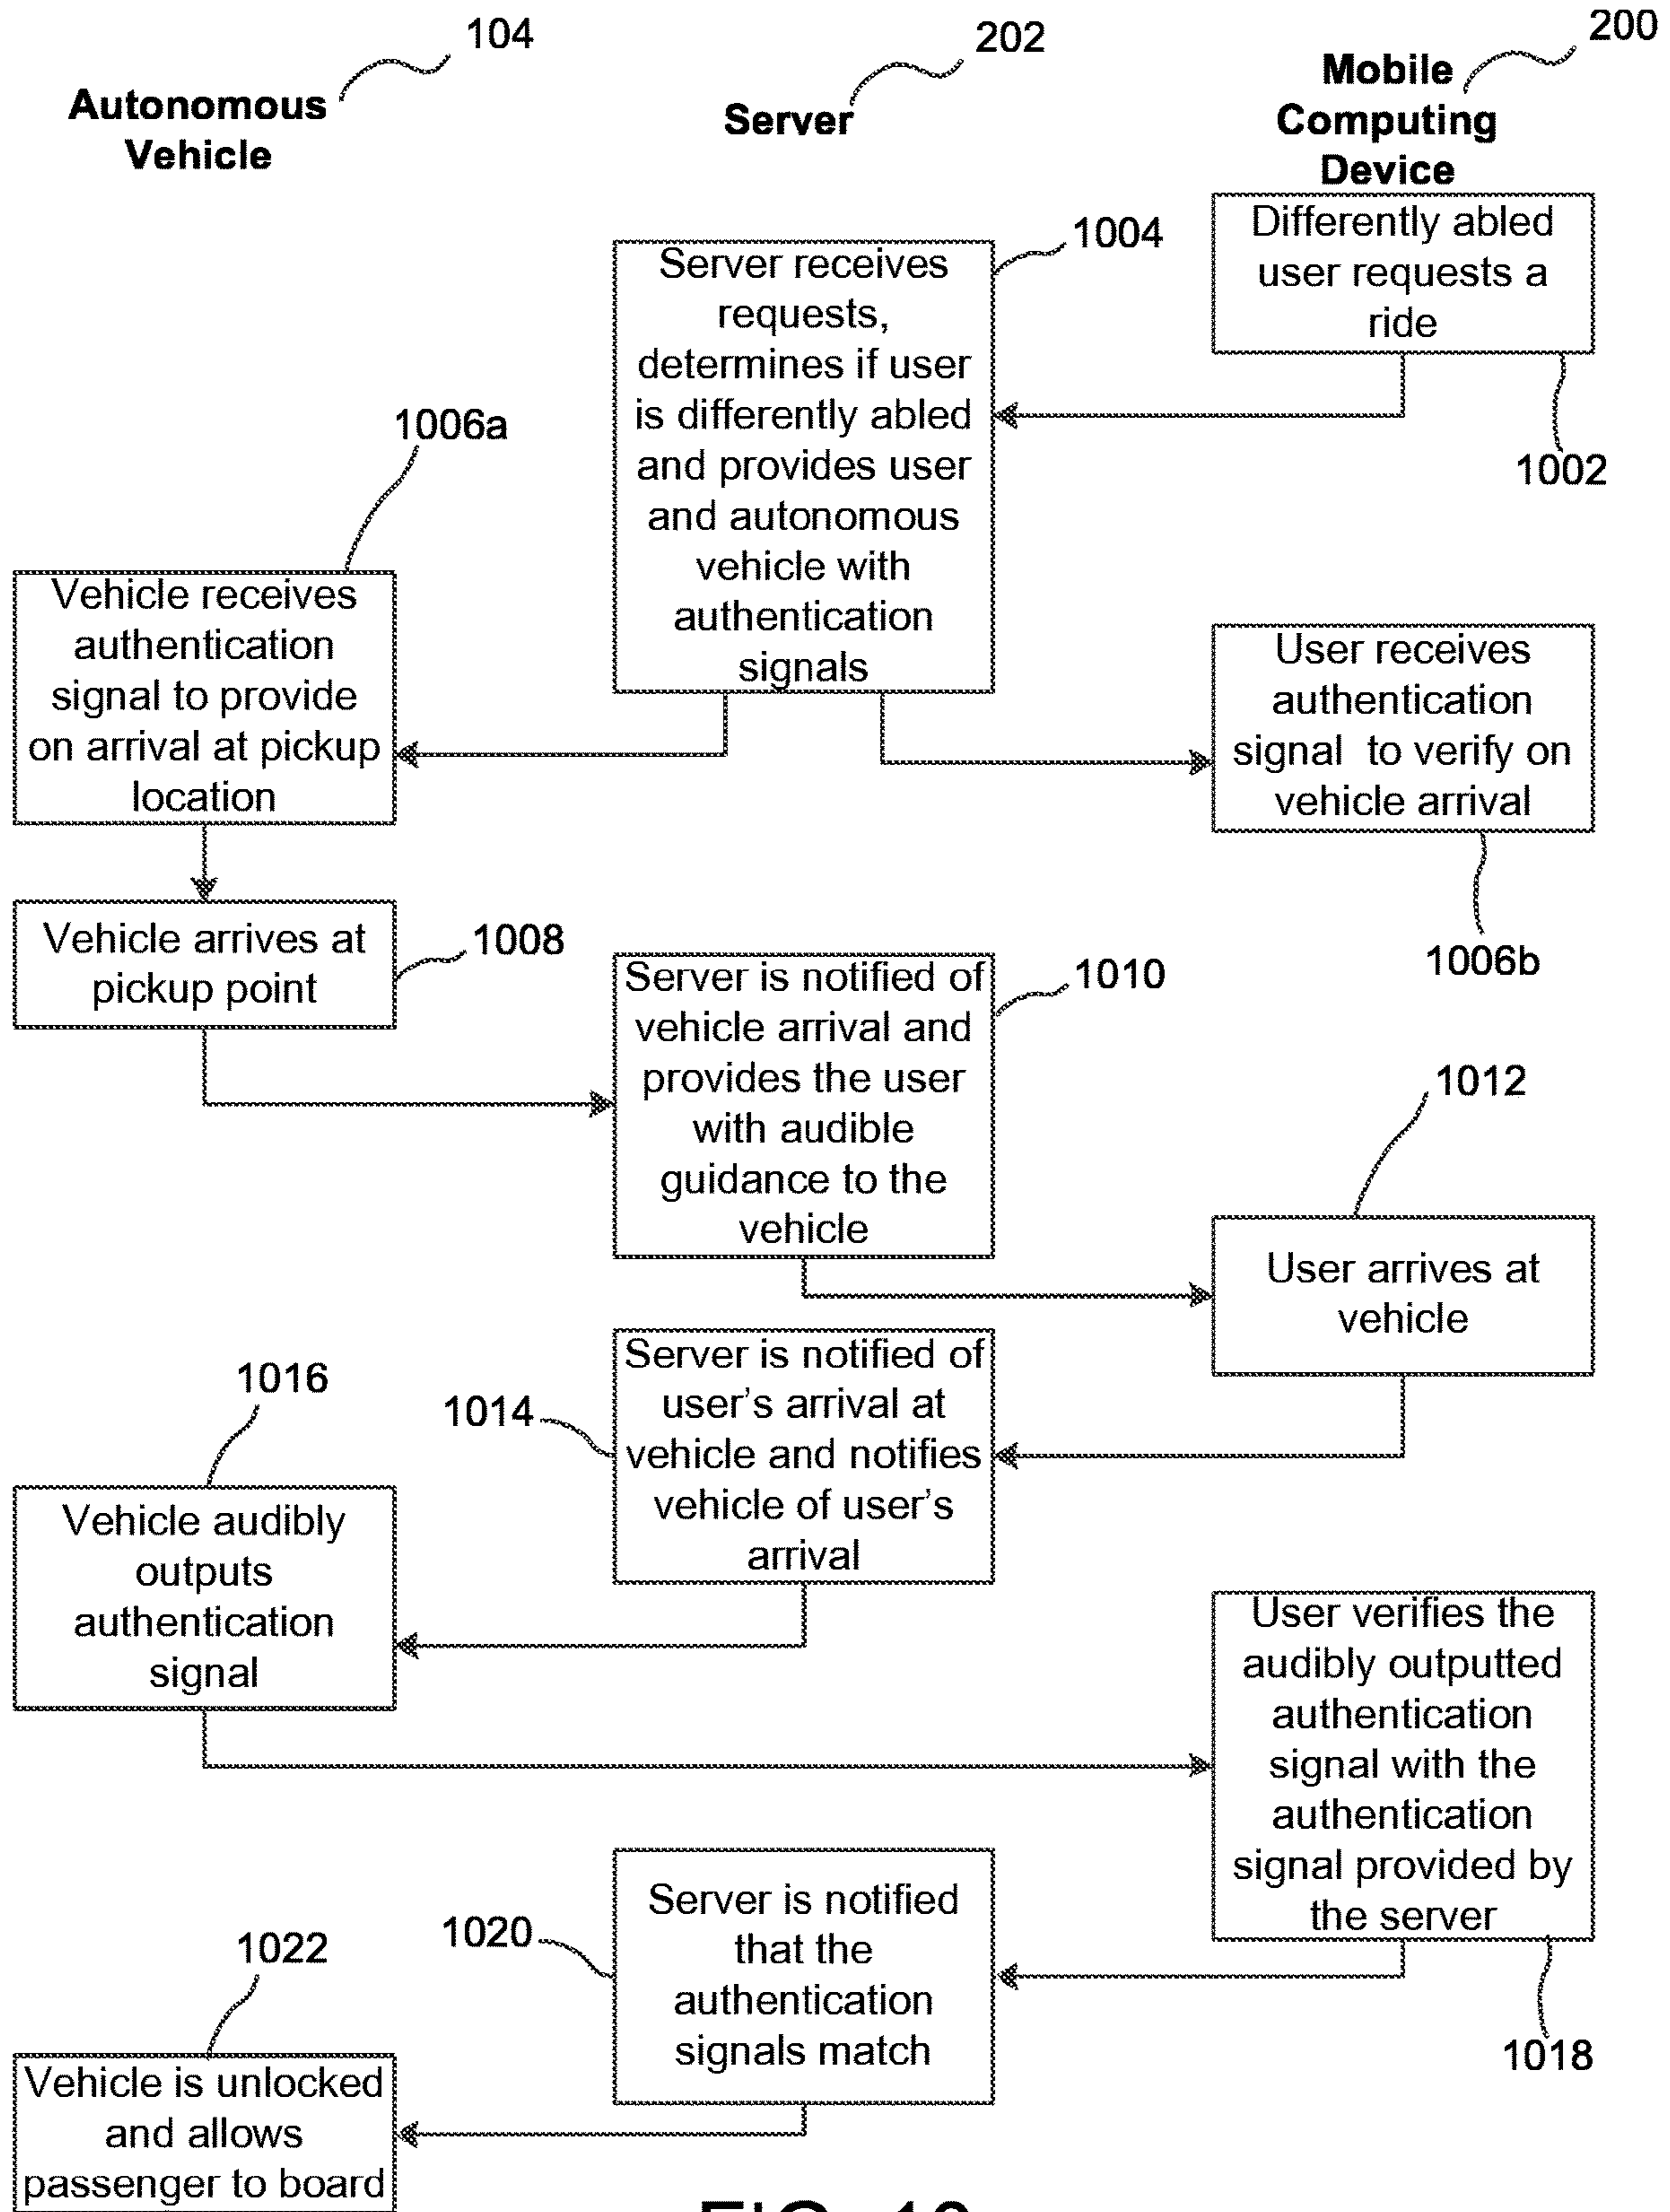 104
202
200
Autonomous
Vehicle
Server
Mobile
Computing
Device
Differently abled
user requests a
ride
1002
1004
Server receives
requests,
determines if user
is differently abled
and provides user
and autonomous
vehicle with
authentication
signals
1006a
Vehicle receives
authentication
signal to provide
on arrival at pickup
location
User receives
authentication
signal to verify on
vehicle arrival
1006b
Vehicle arrives at
pickup point
1008
1010
Server is notified of
vehicle arrival and
provides the user
with audible
guidance to the
vehicle
1012
User arrives at
vehicle
1014
Server is notified of
user's arrival at
vehicle and notifies
vehicle of user's
arrival
1016
Vehicle audibly
outputs
authentication
signal
User verifies the
audibly outputted
authentication
signal with the
authentication
signal provided by
the server
1018
1020
Server is notified
that the
authentication
signals match
1022
Vehicle is unlocked
and allows
passenger to board